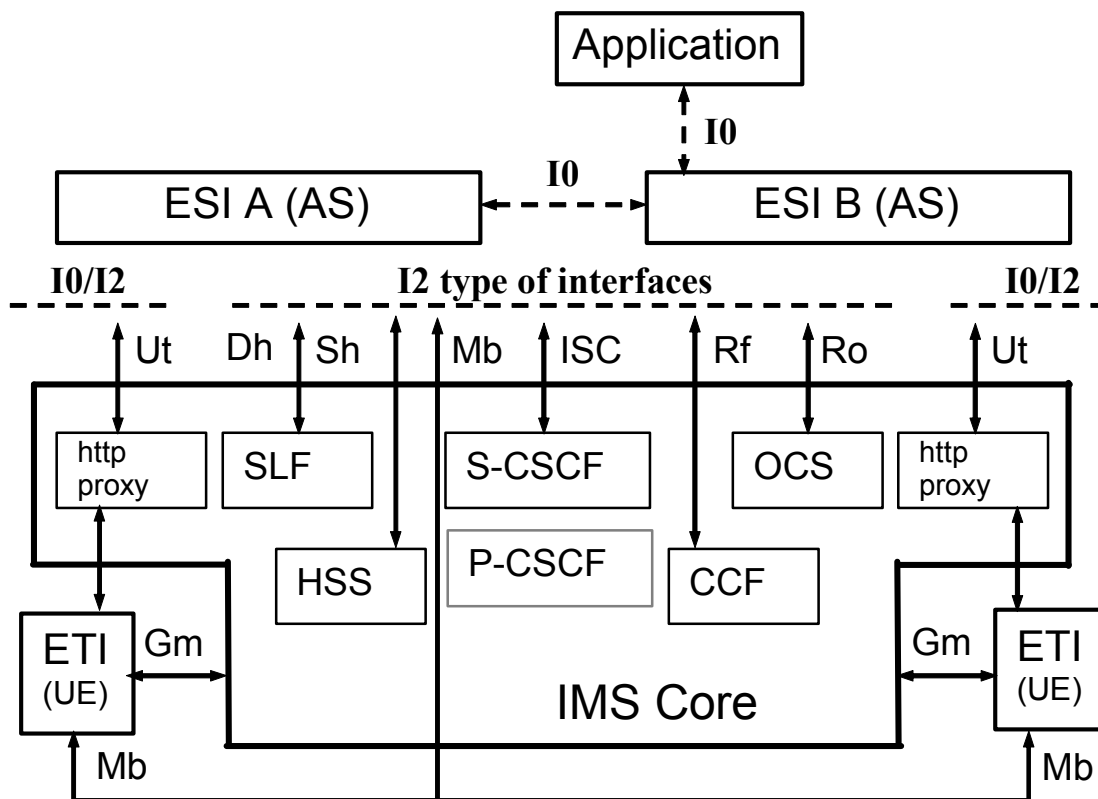 Application
I0
I0
ESI A (AS)
ESI B (AS)
I0/I2
I2 type of interfaces
I0/I2
Ut
Dh
Sh
Mb
ISC
Rf
Ro
Ut
http
proxy
SLF
S-CSCF
OCS
http
proxy
HSS
P-CSCF
CCF
ETI
(UE)
Gm
IMS Core
Gm
ETI
(UE)
Mb
Mb